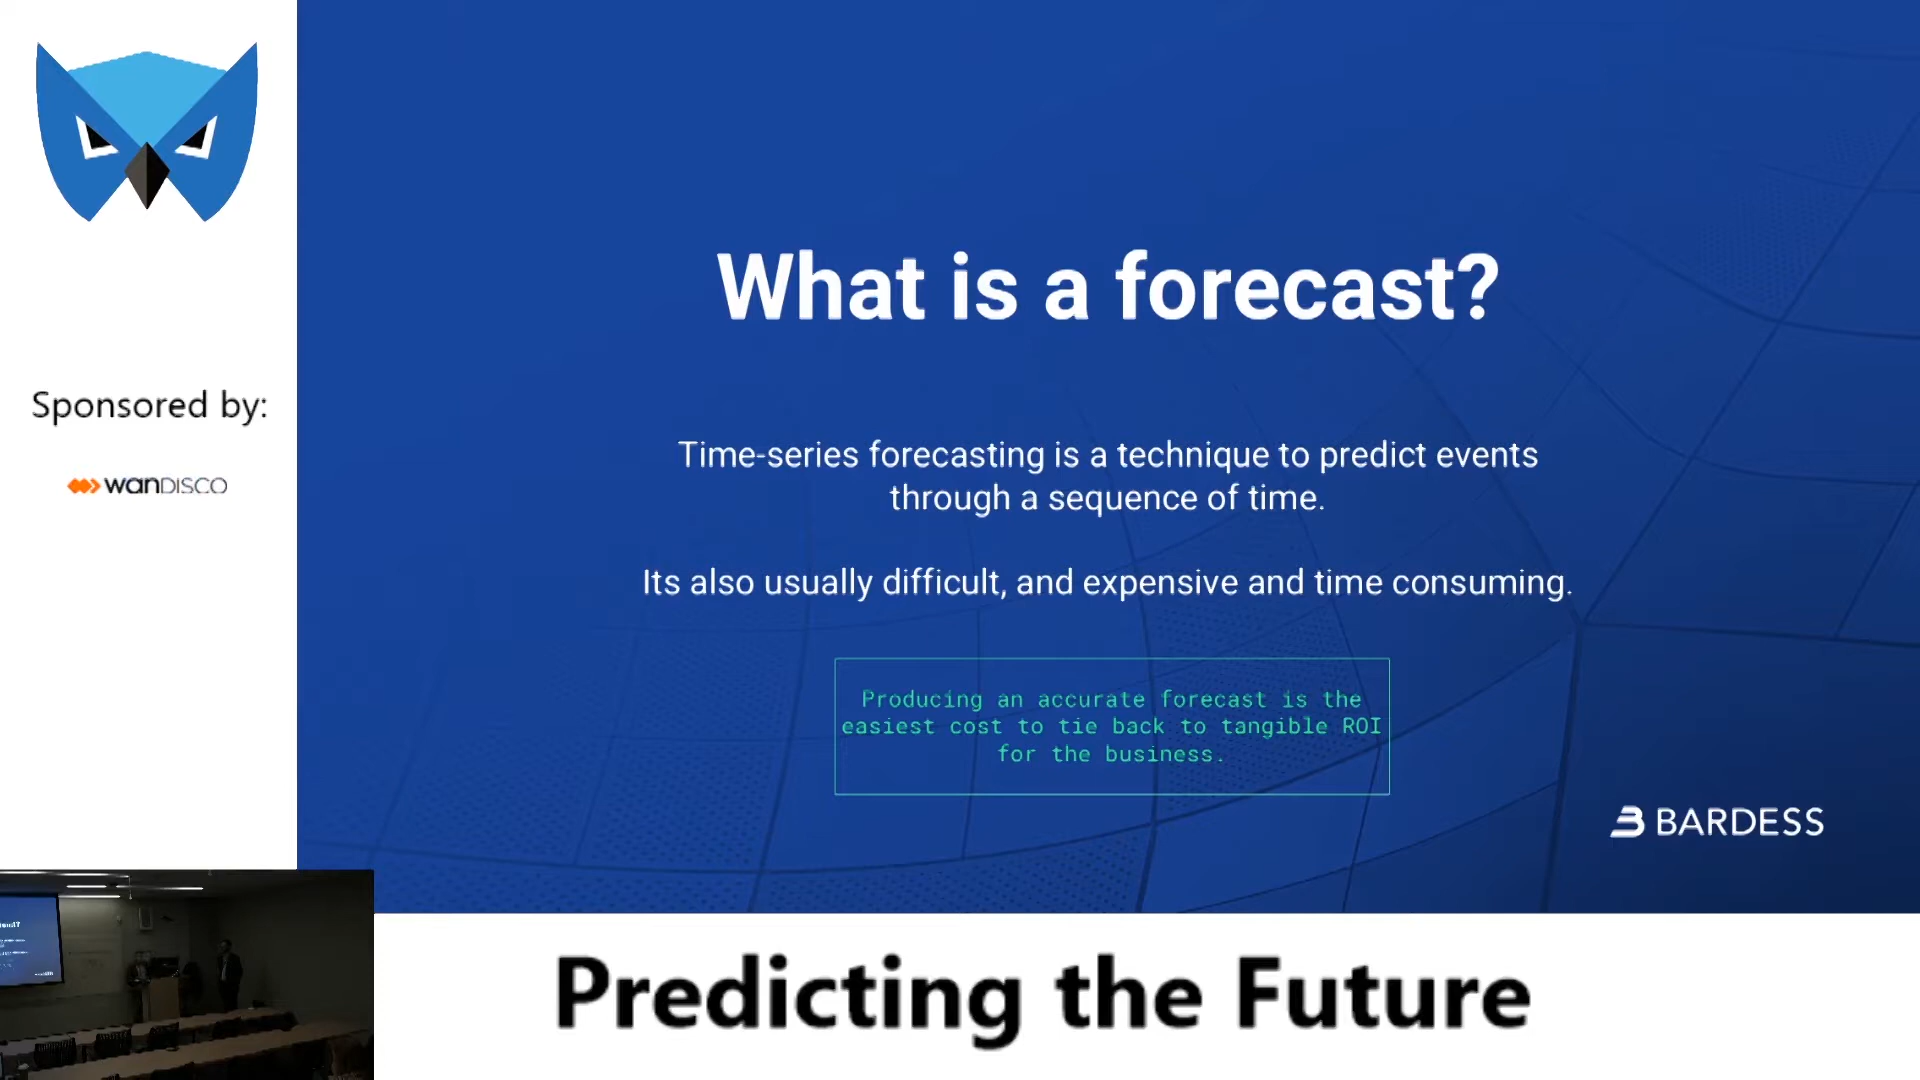 Sponsored by:
wanDISCO
What is a forecast?
Time-series forecasting is a technique to predict events
through a sequence of time.
Its also usually difficult, and expensive and time consuming.
Producing an accurate forecast is the
easiest cost to tie back to tangible ROI
for the business.
BARDESS
Predicting the Future